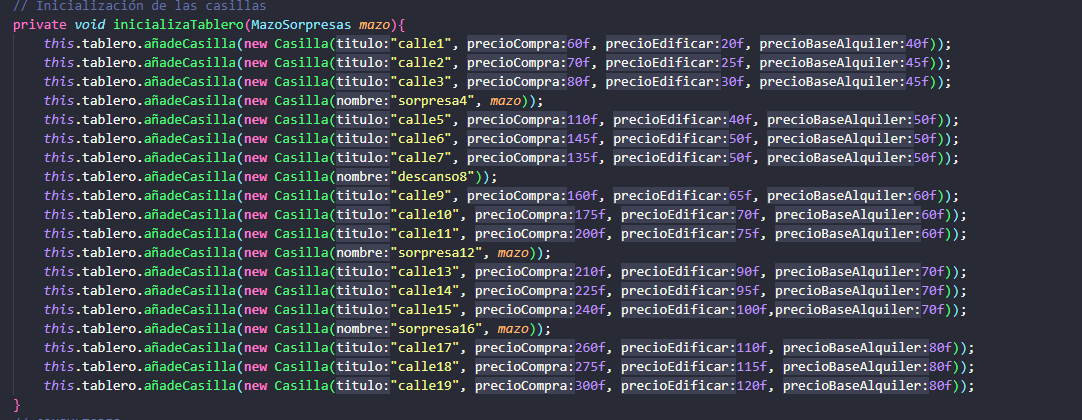 // Inicialización de las casillas
private void inicializaTablero(MazoSorpresas mazo){
this.tablero.añadeCasilla(new Casilla(titulo:"calle1", precioCompra:60f, precioEdificar:20f, precioBaseAlquiler:40f));
this.tablero.añadeCasilla(new Casilla(titulo:"calle2", precioCompra:70f, precioEdificar:25f, precioBaseAlquiler:45f));
this.tablero.añadeCasilla(new Casilla(titulo:"calle3", precioCompra:80f, precioEdificar:30f, precioBaseAlquiler:45f));
this.tablero.añadeCasilla(new Casilla(nombre:"sorpresa4", mazo));
this.tablero.añadeCasilla(new Casilla(titulo:"calle5", precioCompra:110f, precioEdificar:40f, precioBaseAlquiler:50f));
this.tablero.añadeCasilla(new Casilla(titulo:"calle6", precioCompra:145f, precioEdificar:50f, precioBaseAlquiler:50f));
this.tablero.añadeCasilla(new Casilla(titulo:"calle7", precioCompra:135f, precioEdificar:50f, precioBaseAlquiler:50f));
this.tablero.añadeCasilla(new Casilla(nombre:"descanso8"));
this.tablero.añadeCasilla(new Casilla(titulo:"calle9", precioCompra:160f, precioEdificar:65f, precioBaseAlquiler:60f));
this.tablero.añadeCasilla(new Casilla(titulo:"calle10", precioCompra:175f, precioEdificar:70f, precioBaseAlquiler:60f));
this.tablero.añadeCasilla(new Casilla(titulo:"calle11", precioCompra:200f, precioEdificar:75f, precioBaseAlquiler:60f));
this.tablero.añadeCasilla(new Casilla(nombre:"sorpresa12", mazo));
this.tablero.añadeCasilla(new Casilla(titulo:"calle13", precioCompra:210f, precioEdificar:90f, precioBaseAlquiler:70f));
this.tablero.añadeCasilla(new Casilla(titulo:"calle14", precioCompra:225f, precioEdificar:95f, precioBaseAlquiler:70f));
this.tablero.añadeCasilla(new Casilla(titulo:"calle15", precioCompra:240f, precioEdificar:100f,precioBaseAlquiler:70f));
this.tablero.añadeCasilla(new Casilla(nombre:"sorpresa16", mazo));
this.tablero.añadeCasilla(new Casilla(titulo:"calle17", precioCompra:260f, precioEdificar:110f, precioBaseAlquiler:80f));
this.tablero.añadeCasilla(new Casilla(titulo:"calle18", precioCompra:275f, precioEdificar:115f, precioBaseAlquiler:80f));
this.tablero.añadeCasilla(new Casilla(titulo:"calle19", precioCompra:300f, precioEdificar:120f, precioBaseAlquiler:80f));
}